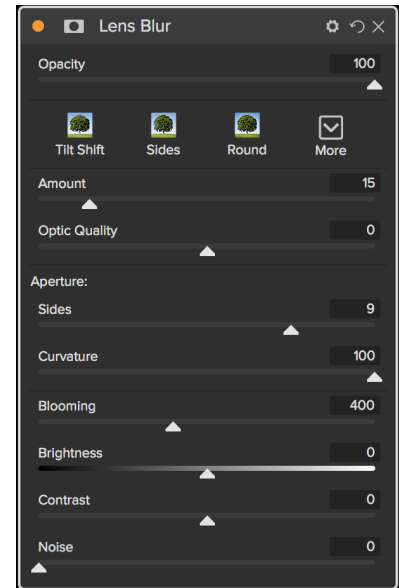 Lens Blur
Opacity 100
Tilt Shift Sides Round More
Amount 15
Optic Quality 0
Aperture:
Sides 9
Curvature 100
Blooming 400
Brightness 0
Contrast 0
Noise 0